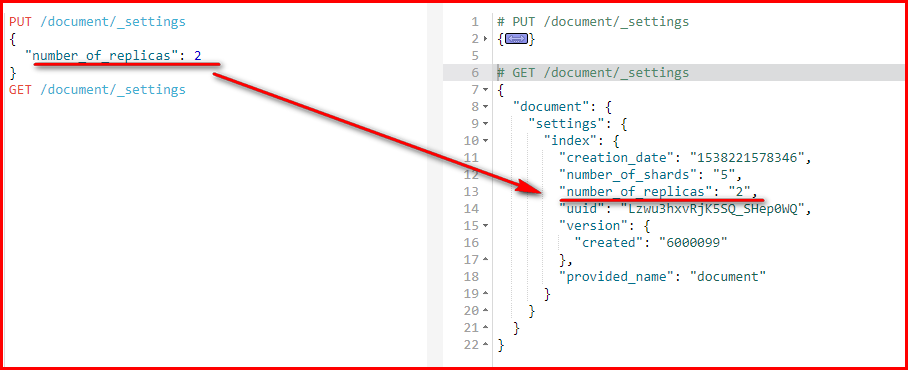 PUT /document/_settings
{
  "number_of_replicas": 2
}
GET /document/_settings
1 # PUT /document/_settings
2 {}
5
6 # GET /document/_settings
7 {
8   "document": {
9     "settings": {
10       "index": {
11         "creation_date": "1538221578346",
12         "number_of_shards": "5",
13         "number_of_replicas": "2",
14         "uuid": "Lzwu3hxvRjK5SQ_SHep0WQ",
15         "version": {
16           "created": "6000099"
17         },
18         "provided_name": "document"
19       }
20     }
21   }
22 }